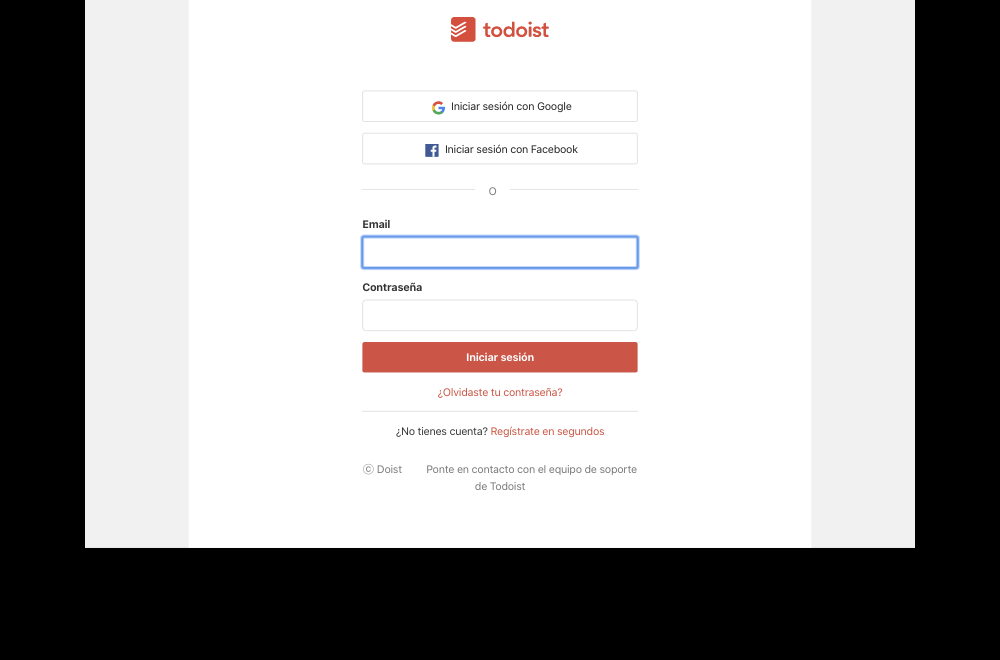 todoist
Iniciar sesión con Google
Iniciar sesión con Facebook
O
Email
Contraseña
Iniciar sesión
¿Olvidaste tu contraseña?
¿No tienes cuenta? Regístrate en segundos
ⓒ Doist Ponte en contacto con el equipo de soporte
de Todoist